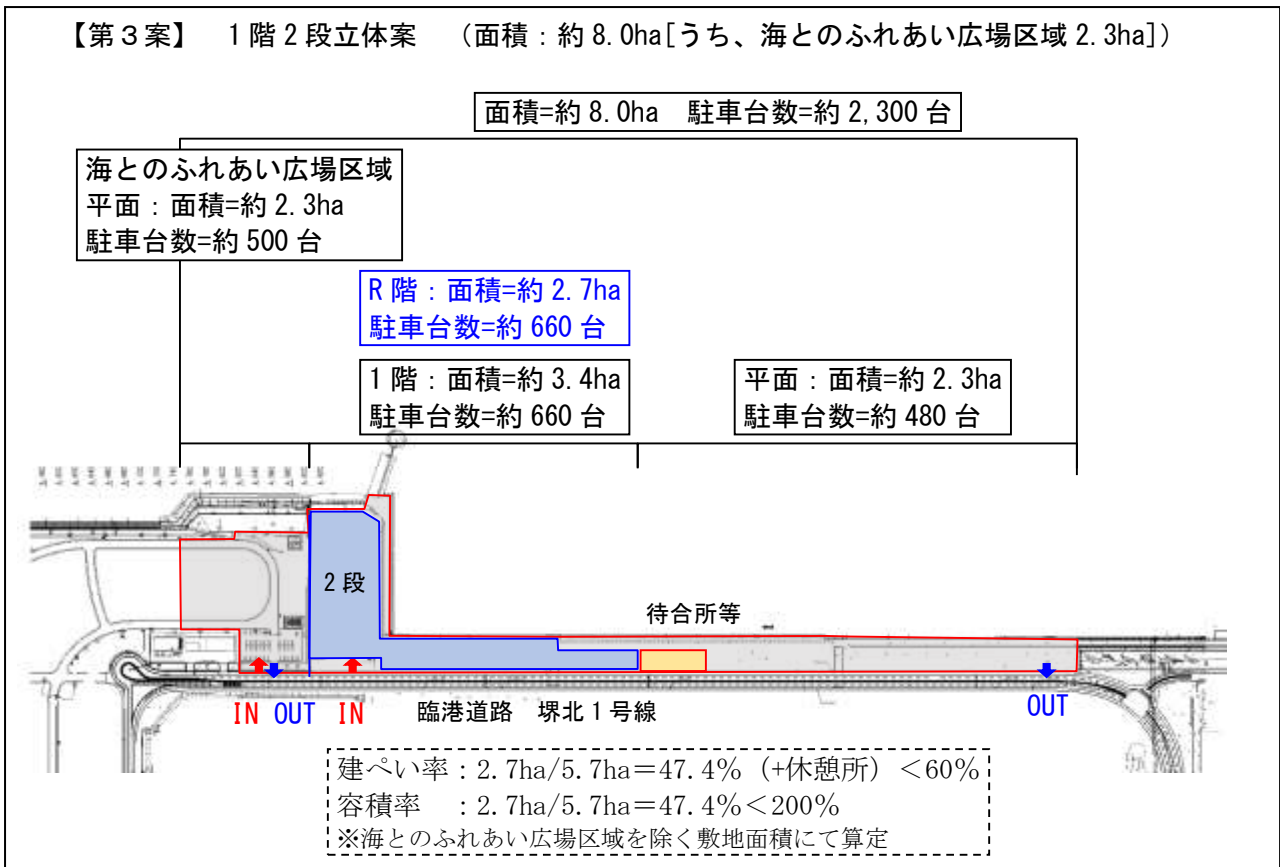 【第３案】　１階２段立体案　（面積：約 8.0ha[うち、海とのふれあい広場区域 2.3ha]）
面積=約 8.0ha　駐車台数=約 2,300 台
海とのふれあい広場区域
平面：面積=約 2.3ha
駐車台数=約 500 台
R 階：面積=約 2.7ha
駐車台数=約 660 台
1 階：面積=約 3.4ha
駐車台数=約 660 台
平面：面積=約 2.3ha
駐車台数=約 480 台
2 段
待合所等
IN OUT IN
臨港道路　堺北１号線
OUT
建ぺい率：2.7ha/5.7ha＝47.4%（+休憩所）＜60%
容積率　：2.7ha/5.7ha＝47.4%＜200%
※海とのふれあい広場区域を除く敷地面積にて算定